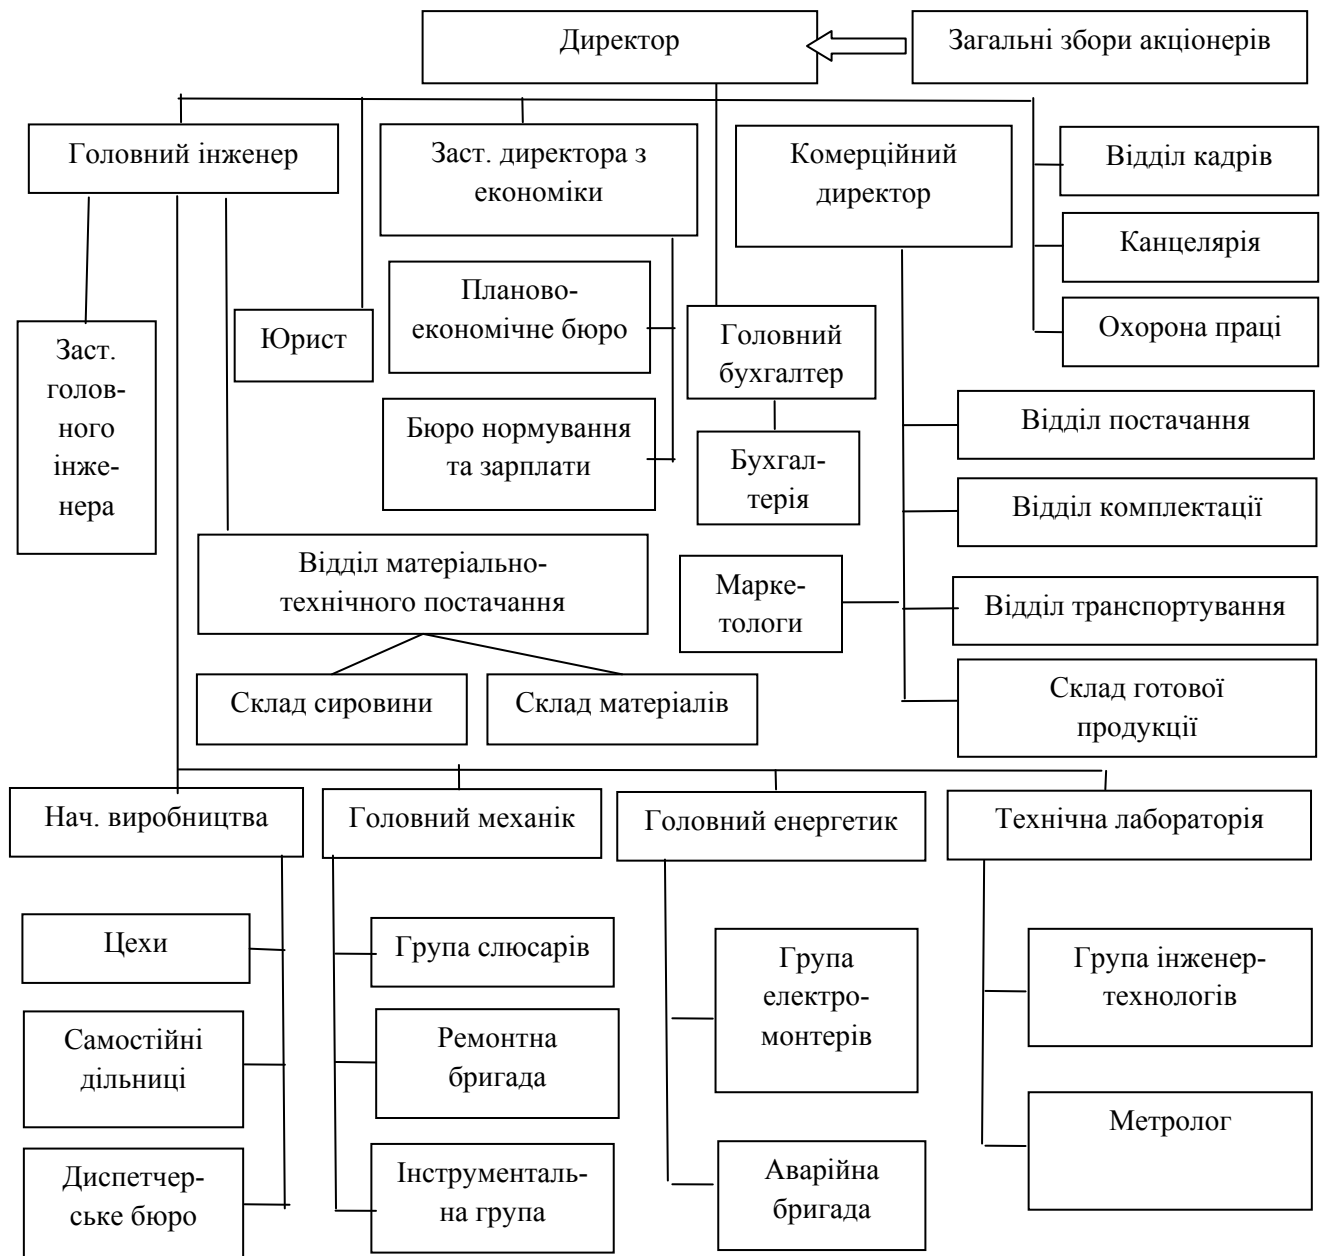 Директор
Загальні збори акціонерів
Головний інженер
Заст. директора з
економіки
Комерційний
директор
Відділ кадрів
Канцелярія
Охорона праці
Заст.
голов-
ного
інже-
нера
Юрист
Планово-
економічне бюро
Головний
бухгалтер
Бюро нормування
та зарплати
Бухгал-
терія
Відділ постачання
Відділ комплектації
Відділ матеріально-
технічного постачання
Марке-
тологи
Відділ транспортування
Склад сировини
Склад матеріалів
Склад готової
продукції
Нач. виробництва
Головний механік
Головний енергетик
Технічна лабораторія
Цехи
Самостійні
дільниці
Диспетчер-
ське бюро
Група слюсарів
Ремонтна
бригада
Інструменталь-
на група
Група
електро-
монтерів
Аварійна
бригада
Група інженер-
технологів
Метролог